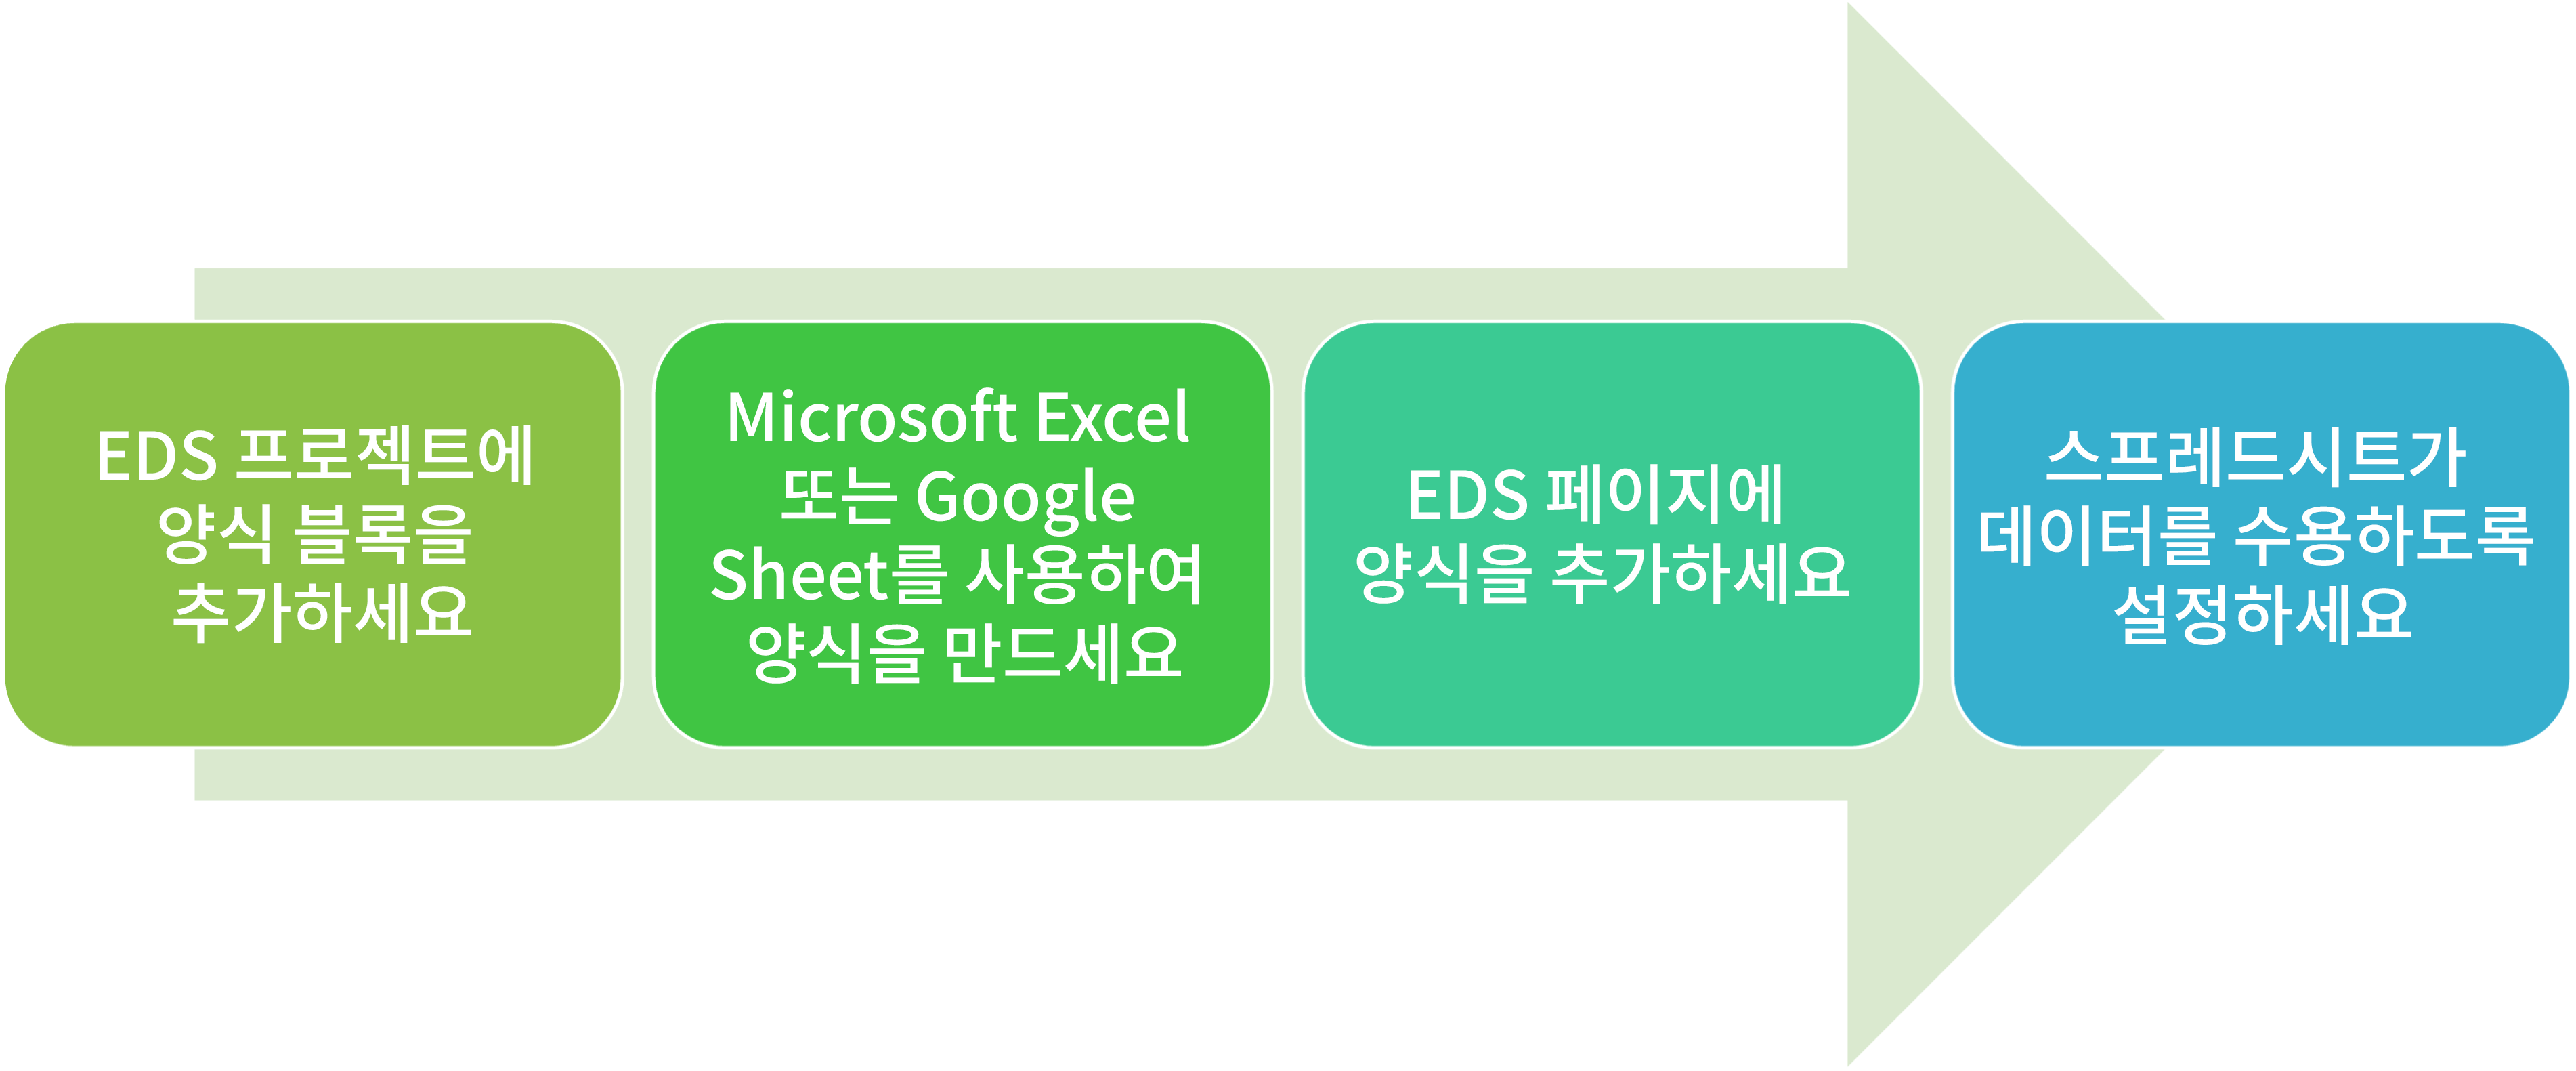 EDS 프로젝트에
양식 블록을
추가하세요
Microsoft Excel
또는 Google
Sheet를 사용하여
양식을 만드세요
EDS 페이지에
양식을 추가하세요
스프레드시트가
데이터를 수용하도록
설정하세요